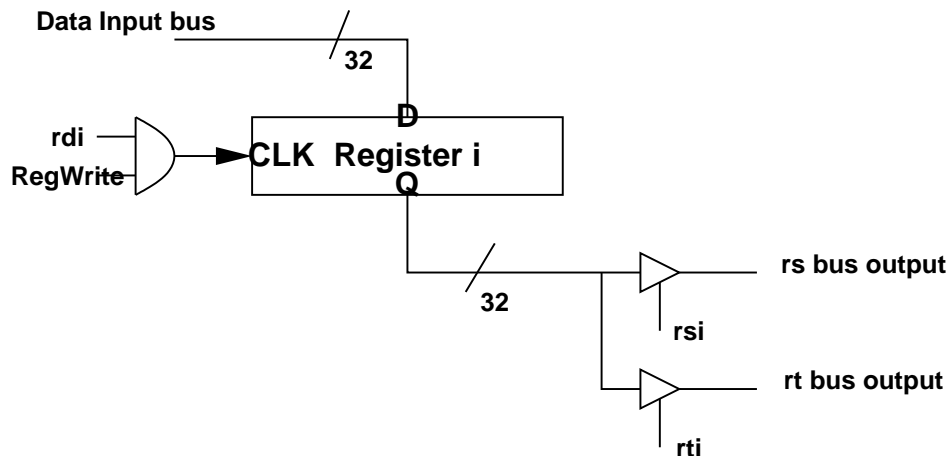 Data Input bus
32
D
rdi
CLK Register i
RegWrite
Q
rs bus output
32
rsi
rt bus output
rti